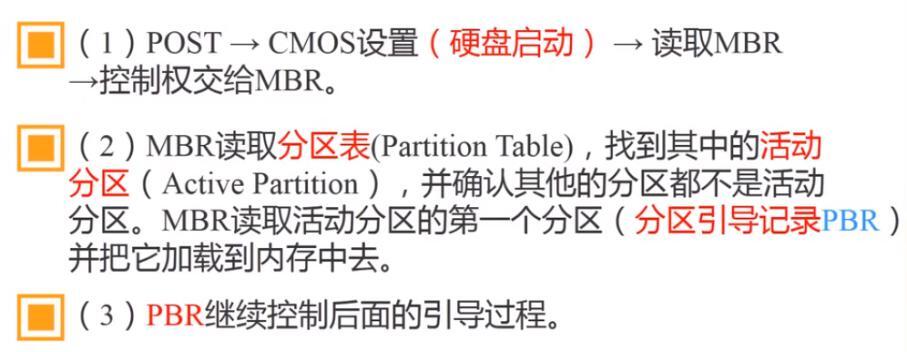 （1）POST → CMOS设置（硬盘启动）→ 读取MBR
→控制权交给MBR。
（2）MBR读取分区表(Partition Table)，找到其中的活动
分区（Active Partition），并确认其他的分区都不是活动
分区。MBR读取活动分区的第一个分区（分区引导记录PBR）
并把它加载到内存中去。
（3）PBR继续控制后面的引导过程。